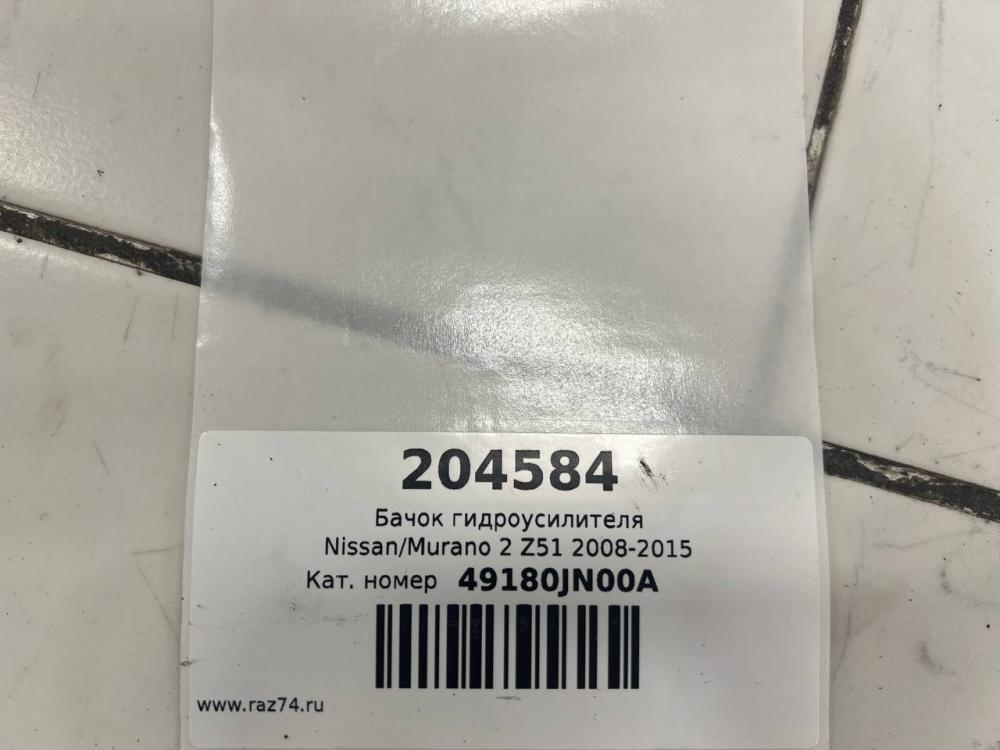 204584
Бачок гидроусилителя
Nissan/Murano 2 Z51 2008-2015
Кат. номер 49180JN00A
www.raz74.ru